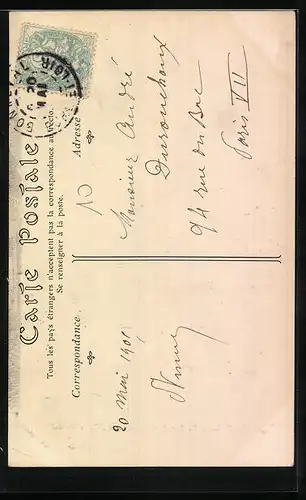 Carte Postale
Tous les pays étrangers n'acceptent pas la correspondance au recto.
Se renseigner à la poste.
Correspondance
Adresse
20 mai 190
Monsieur André
94 rue du Bac
Paris VII